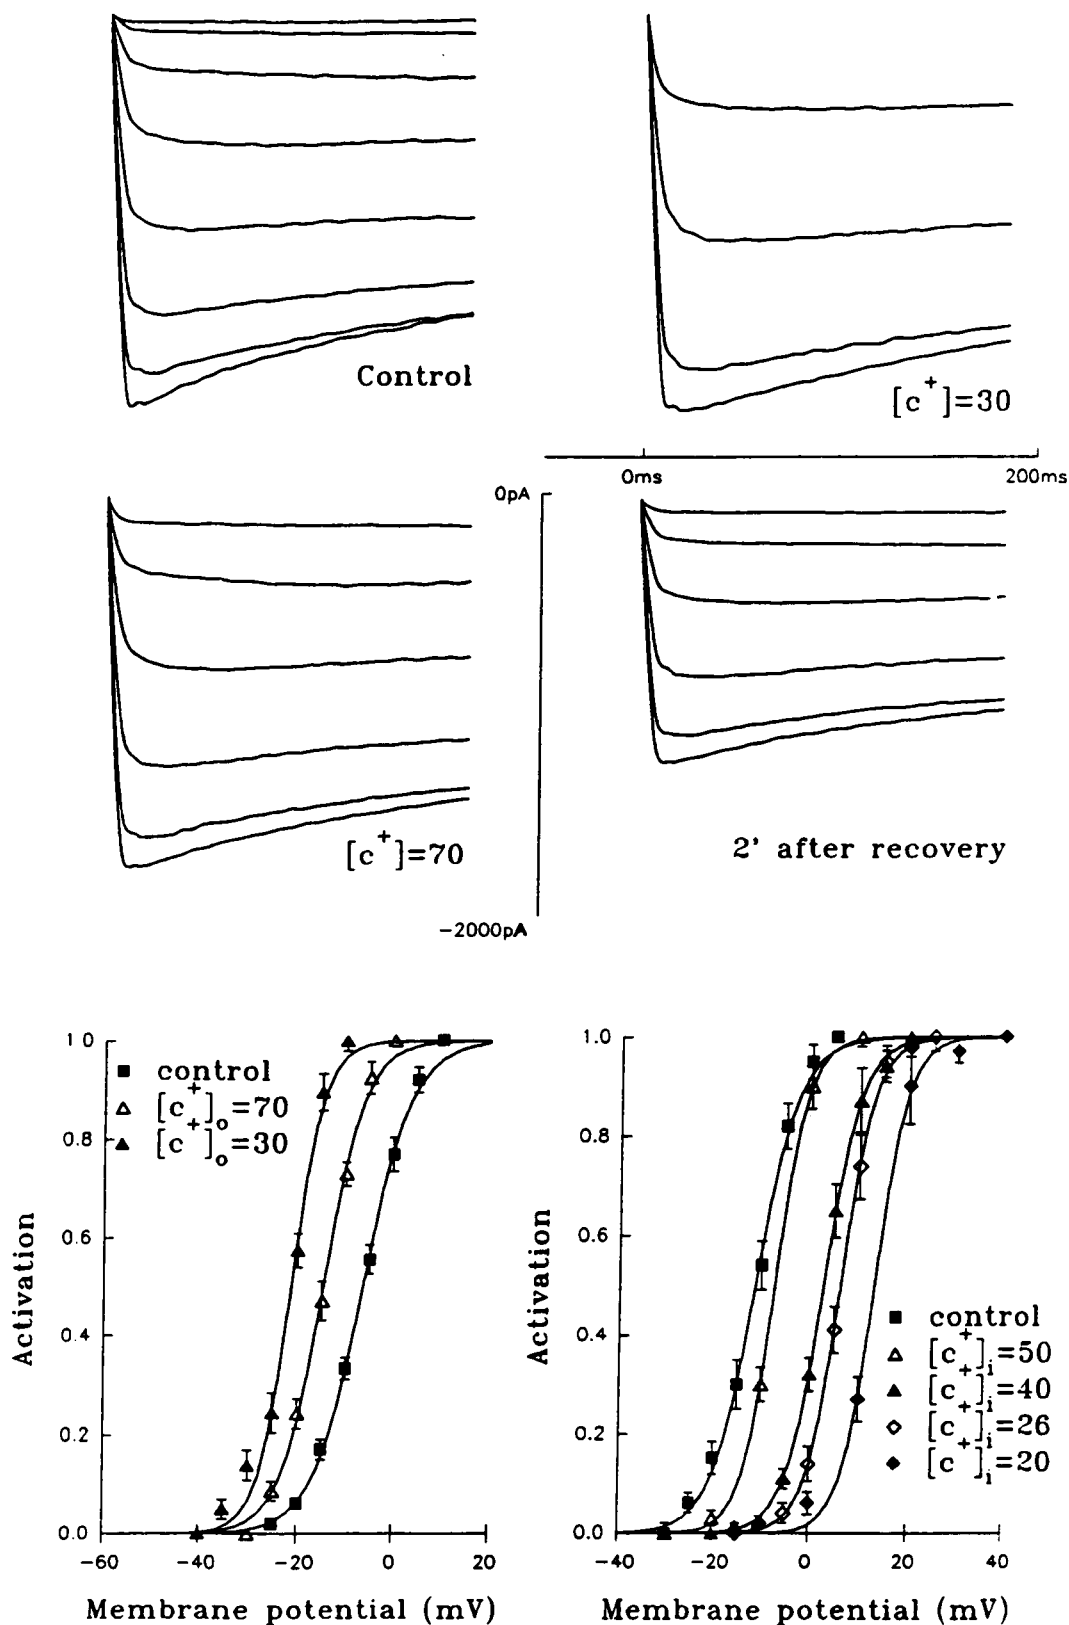 Control
[c⁺]=30
0ms
200ms
0pA
[c⁺]=70
2' after recovery
-2000pA
1.0
0.8
0.6
0.4
0.2
0.0
Activation
control
[c⁺]ₒ=70
[c⁺]ₒ=30
-60
-40
-20
0
20
Membrane potential (mV)
1.0
0.8
0.6
0.4
0.2
0.0
Activation
control
[c⁺]ᵢ=50
[c⁺]ᵢ=40
[c⁺]ᵢ=26
[c⁺]ᵢ=20
-40
-20
0
20
40
Membrane potential (mV)